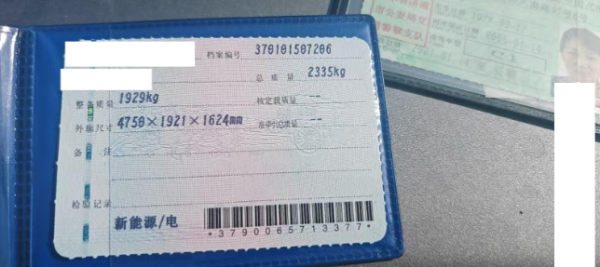 档案编号 370101507206
总质量 2335kg
整备质量 1929kg 核定载质量 --
外廓尺寸 4750×1921×1624mm 准牵引总质量 --
备注
检验记录
新能源/电
*3790065713377*